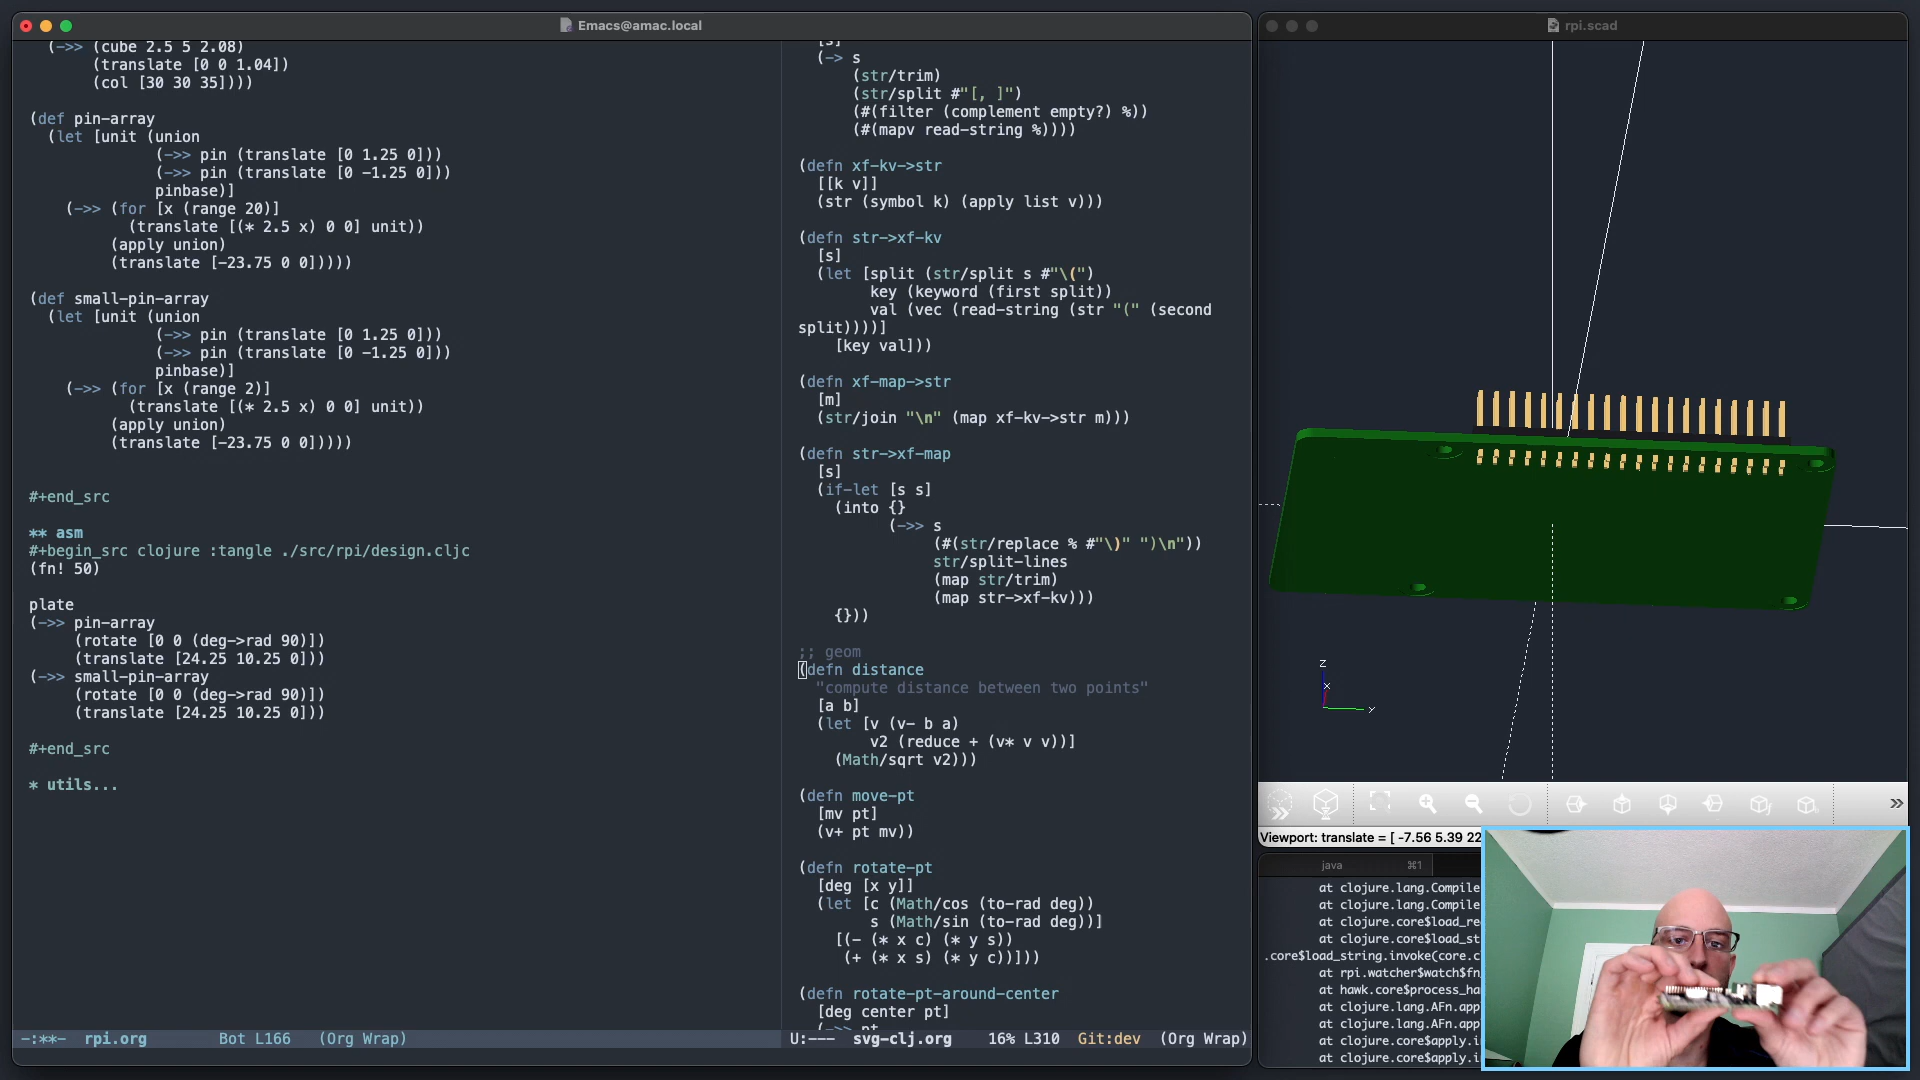 Emacs@amac.local
(->> (cube 2.5 5 2.08)
(translate [0 0 1.04])
(col [30 30 35])))
(def pin-array
(let [unit (union
(->> pin (translate [0 1.25 0]))
(->> pin (translate [0 -1.25 0]))
pinbase)]
(->> (for [x (range 20)]
(translate [(* 2.5 x) 0 0] unit))
(apply union)
(translate [-23.75 0 0]))))
(def small-pin-array
(let [unit (union
(->> pin (translate [0 1.25 0]))
(->> pin (translate [0 -1.25 0]))
pinbase)]
(->> (for [x (range 2)]
(translate [(* 2.5 x) 0 0] unit))
(apply union)
(translate [-23.75 0 0]))))
#+end_src
** asm
#+begin_src clojure :tangle ./src/rpi/design.cljc
(fn! 50)
plate
(->> pin-array
(rotate [0 0 (deg->rad 90)])
(translate [24.25 10.25 0]))
(->> small-pin-array
(rotate [0 0 (deg->rad 90)])
(translate [24.25 10.25 0]))
#+end_src
* utils...
-:**- rpi.org Bot L166 (Org Wrap)
[s]
(-> s
(str/trim)
(str/split #"[, ]")
(#(filter (complement empty?) %))
(#(mapv read-string %))))
(defn xf-kv->str
[[k v]]
(str (symbol k) (apply list v)))
(defn str->xf-kv
[s]
(let [split (str/split s #"\(")
key (keyword (first split))
val (vec (read-string (str "(" (second
split))))]
[key val]))
(defn xf-map->str
[m]
(str/join "\n" (map xf-kv->str m)))
(defn str->xf-map
[s]
(if-let [s s]
(into {}
(->> s
(#(str/replace % #"\)" ")\n"))
str/split-lines
(map str/trim)
(map str->xf-kv)))
{}))
;; geom
(defn distance
"compute distance between two points"
[a b]
(let [v (v- b a)
v2 (reduce + (v* v v))]
(Math/sqrt v2)))
(defn move-pt
[mv pt]
(v+ pt mv))
(defn rotate-pt
[deg [x y]]
(let [c (Math/cos (to-rad deg))
s (Math/sin (to-rad deg))]
[(- (* x c) (* y s))
(+ (* x s) (* y c))]))
(defn rotate-pt-around-center
[deg center pt]
(->> pt
U:--- svg-clj.org 16% L310 Git:dev (Org Wrap)
rpi.scad
z
x
y
Viewport: translate = [ -7.56 5.39 22
java ⌘1
at clojure.lang.Compile
at clojure.lang.Compile
at clojure.core$load_re
at clojure.core$load_st
.core$load_string.invoke(core.c
at rpi.watcher$watch$fn
at hawk.core$process_ha
at clojure.lang.AFn.app
at clojure.lang.AFn.app
at clojure.core$apply.i
at clojure.core$apply.i